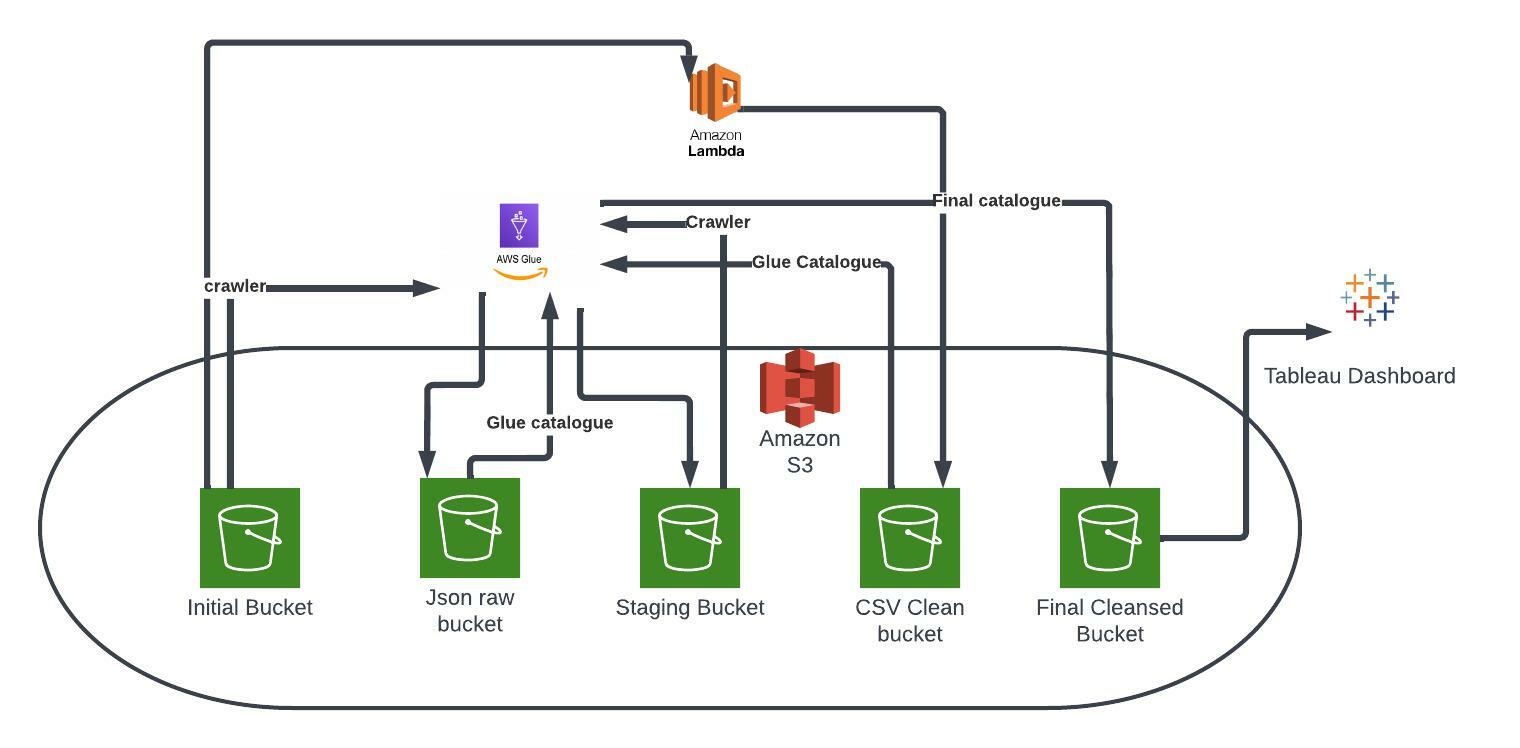 Amazon
Lambda
Final catalogue
Crawler
AWS Glue
Glue Catalogue
crawler
Tableau Dashboard
Glue catalogue
Amazon
S3
Initial Bucket
Json raw
bucket
Staging Bucket
CSV Clean
bucket
Final Cleansed
Bucket